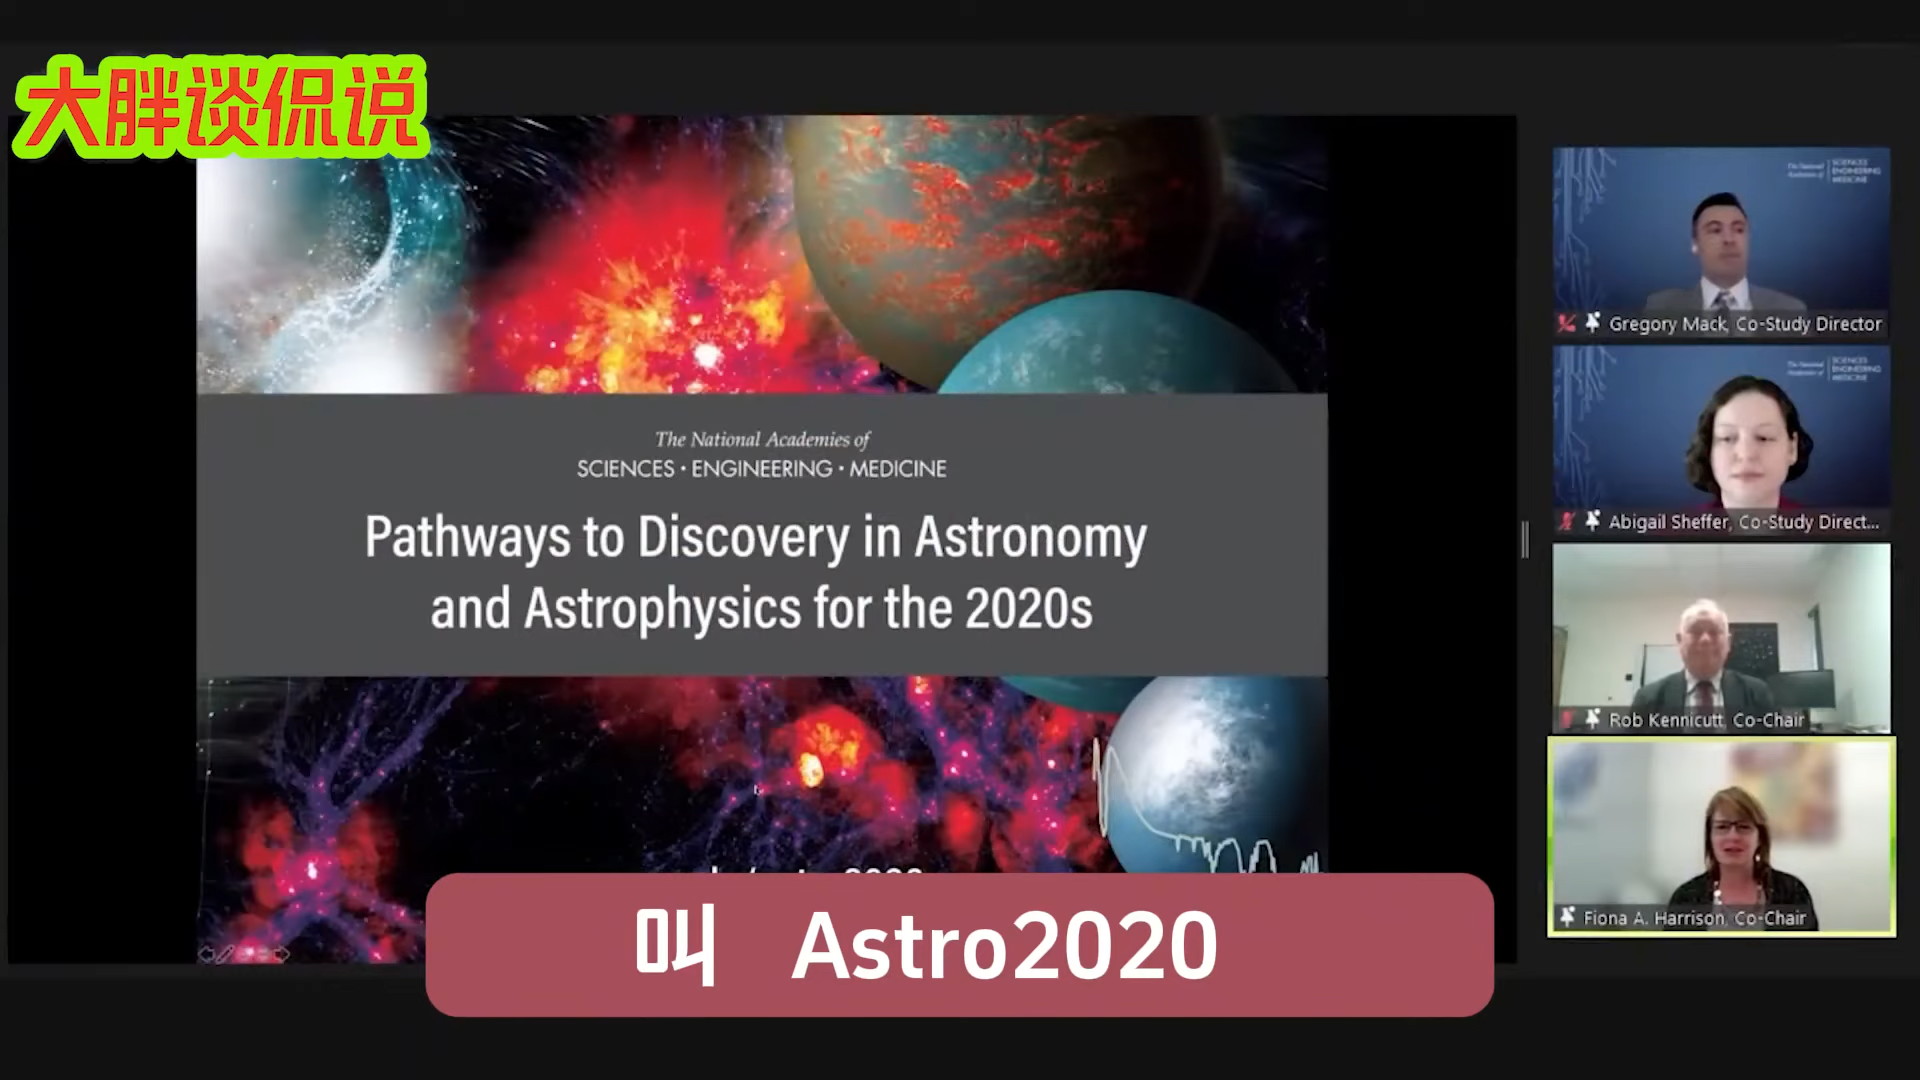 大胖谈侃说
The National Academies of
SCIENCES · ENGINEERING · MEDICINE
Pathways to Discovery in Astronomy
and Astrophysics for the 2020s
叫 Astro2020
Gregory Mack, Co-Study Director
Abigail Sheffer, Co-Study Direct...
Rob Kennicutt, Co-Chair
Fiona A. Harrison, Co-Chair